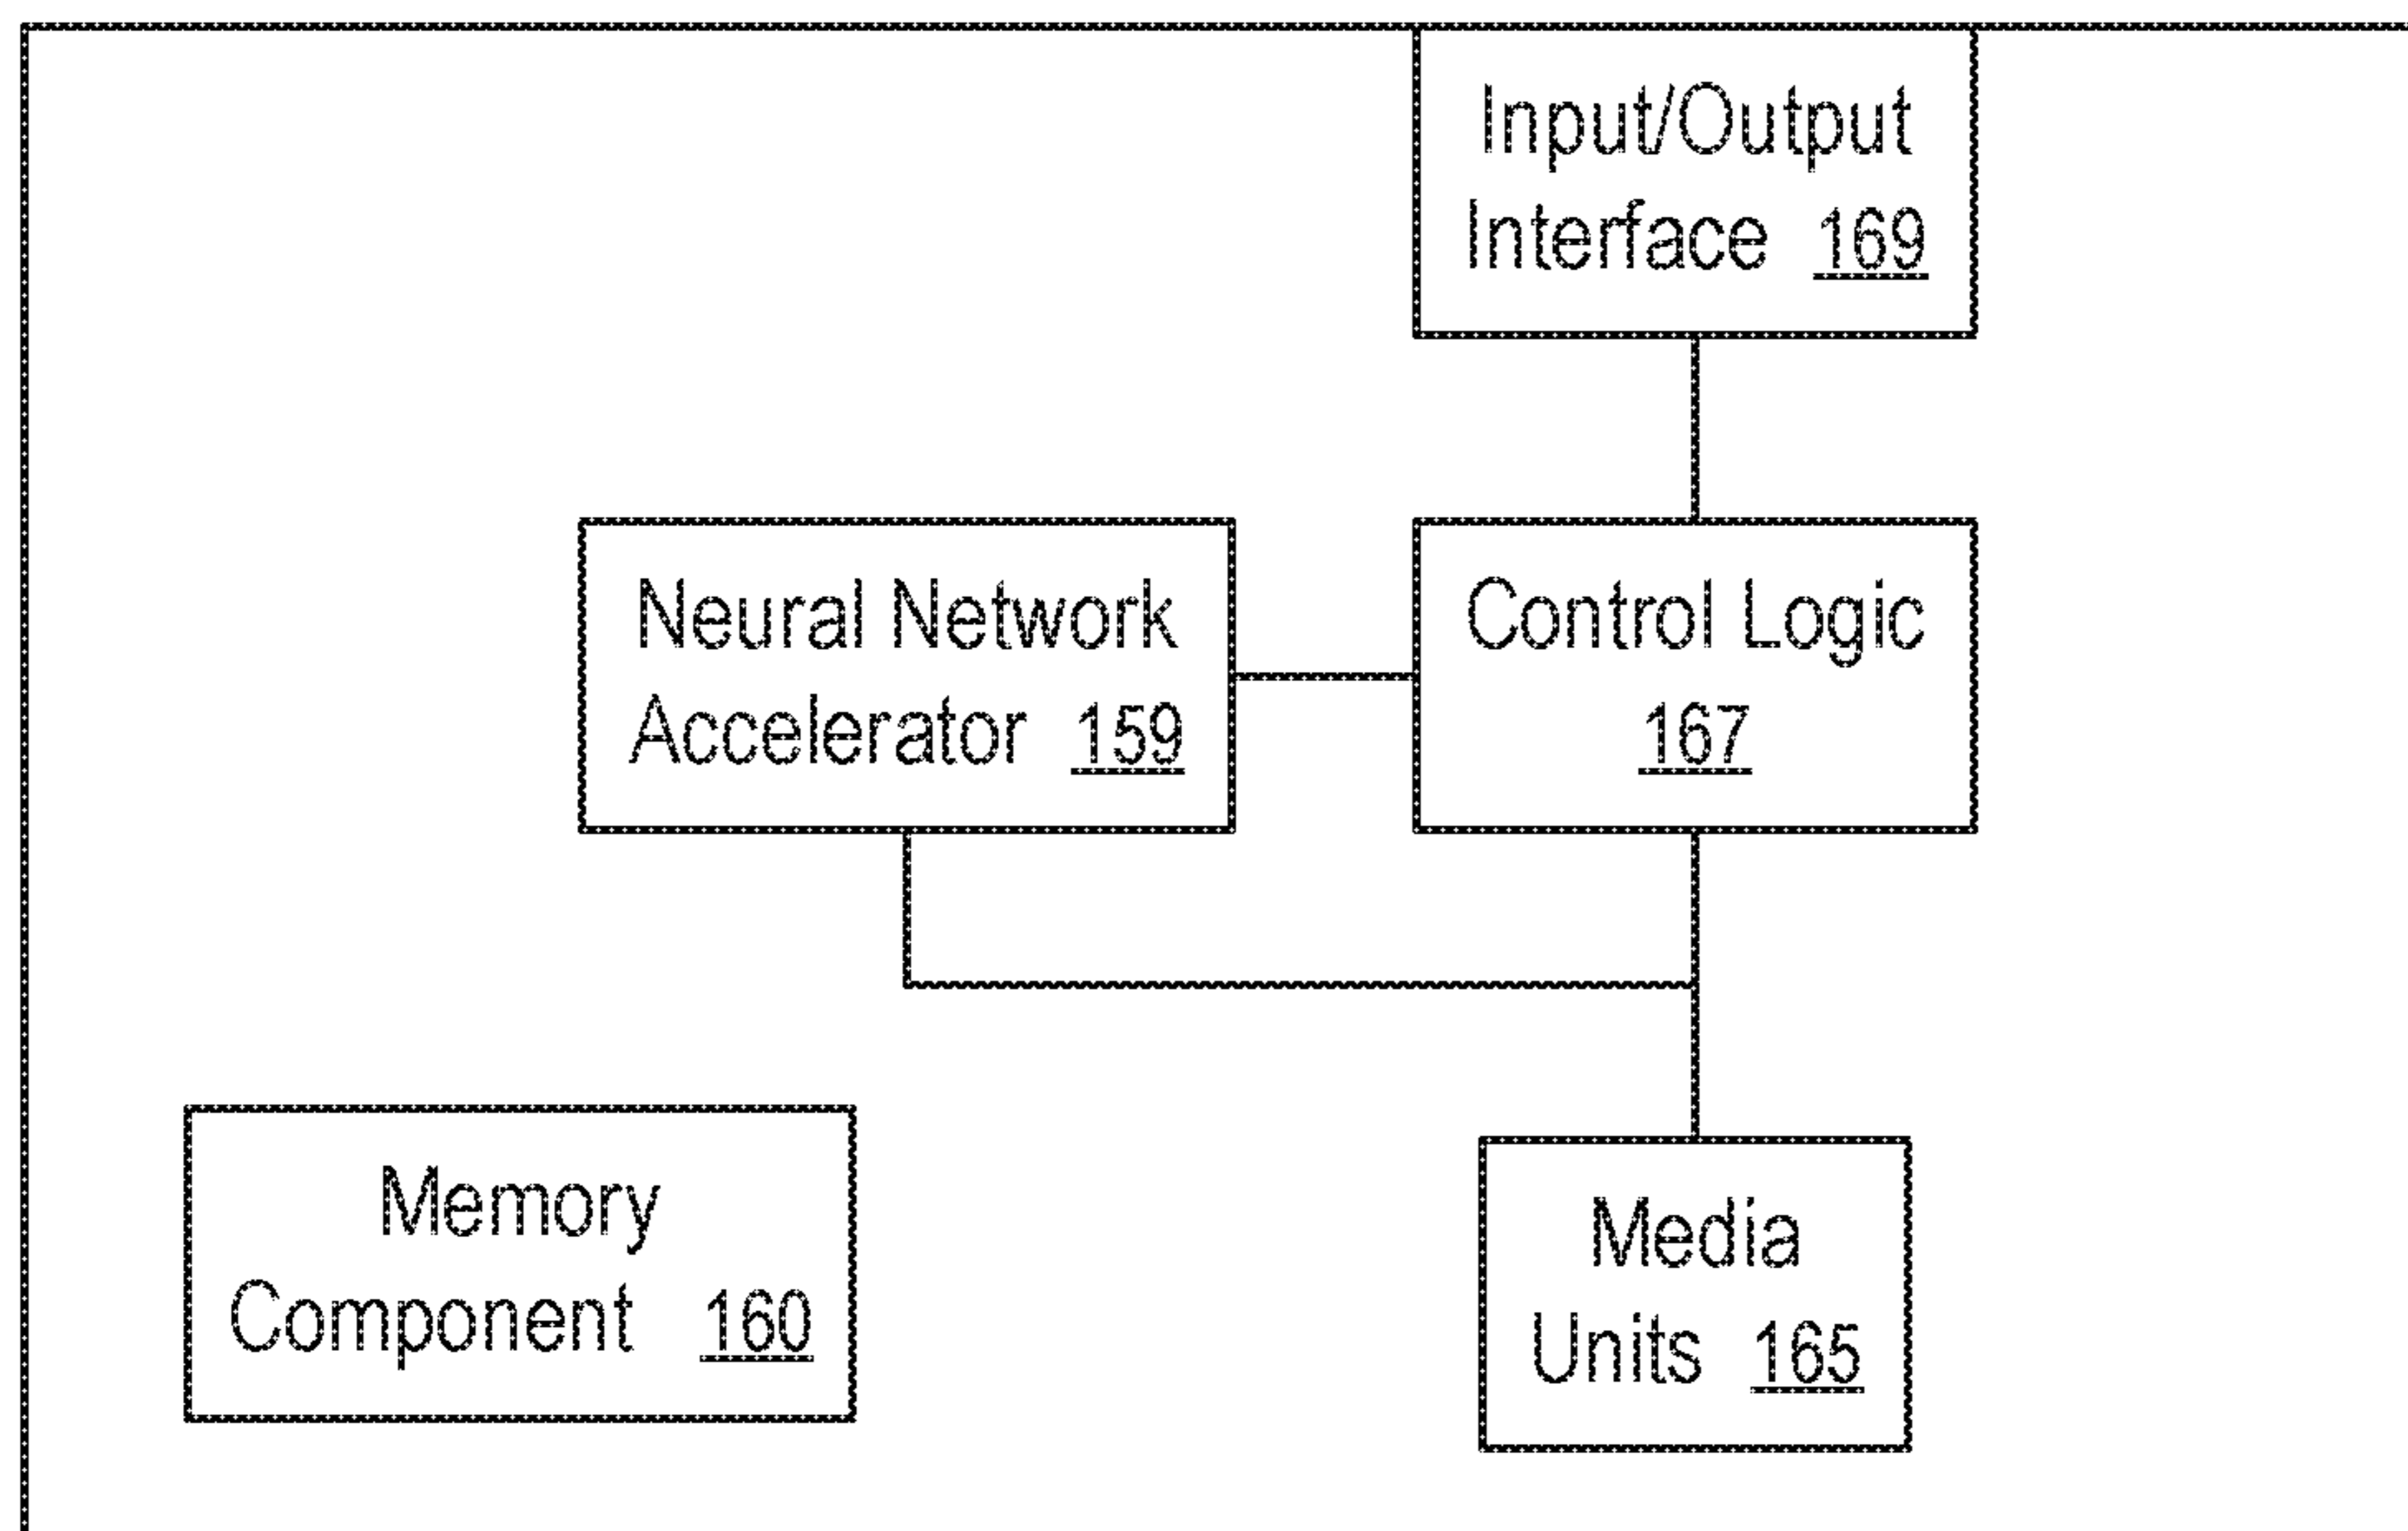 Input/Output
Interface 169
Neural Network
Accelerator 159
Control Logic
167
Memory
Component 160
Media
Units 165